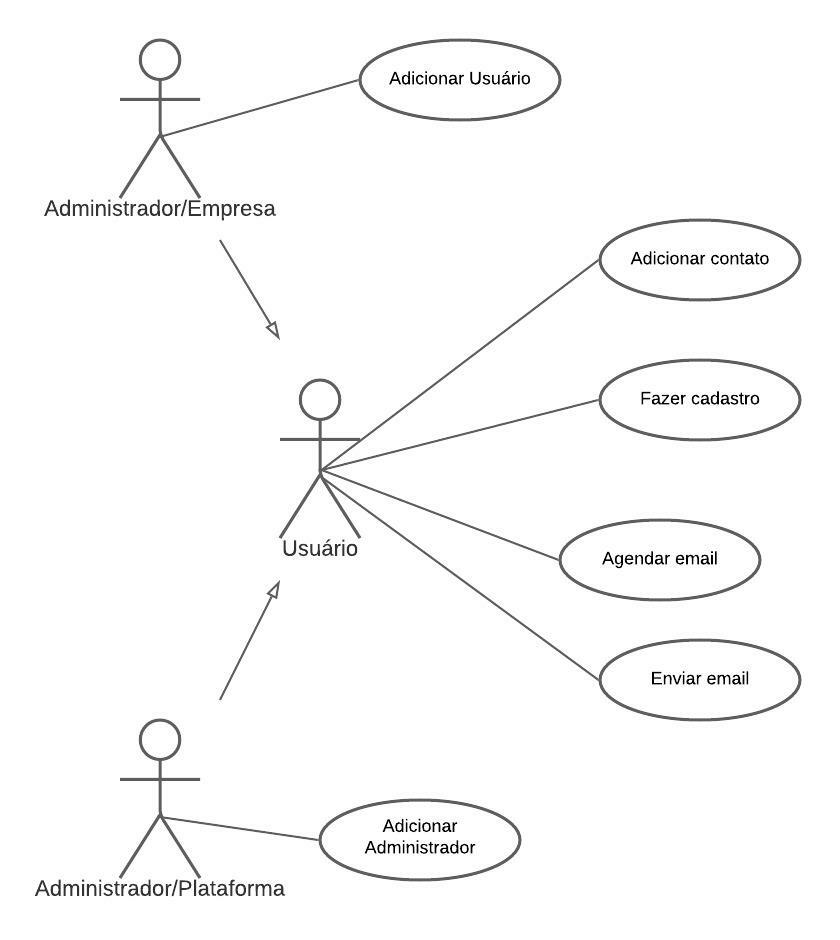 Adicionar Usuário
Administrador/Empresa
Adicionar contato
Fazer cadastro
Usuário
Agendar email
Enviar email
Adicionar
Administrador
Administrador/Plataforma